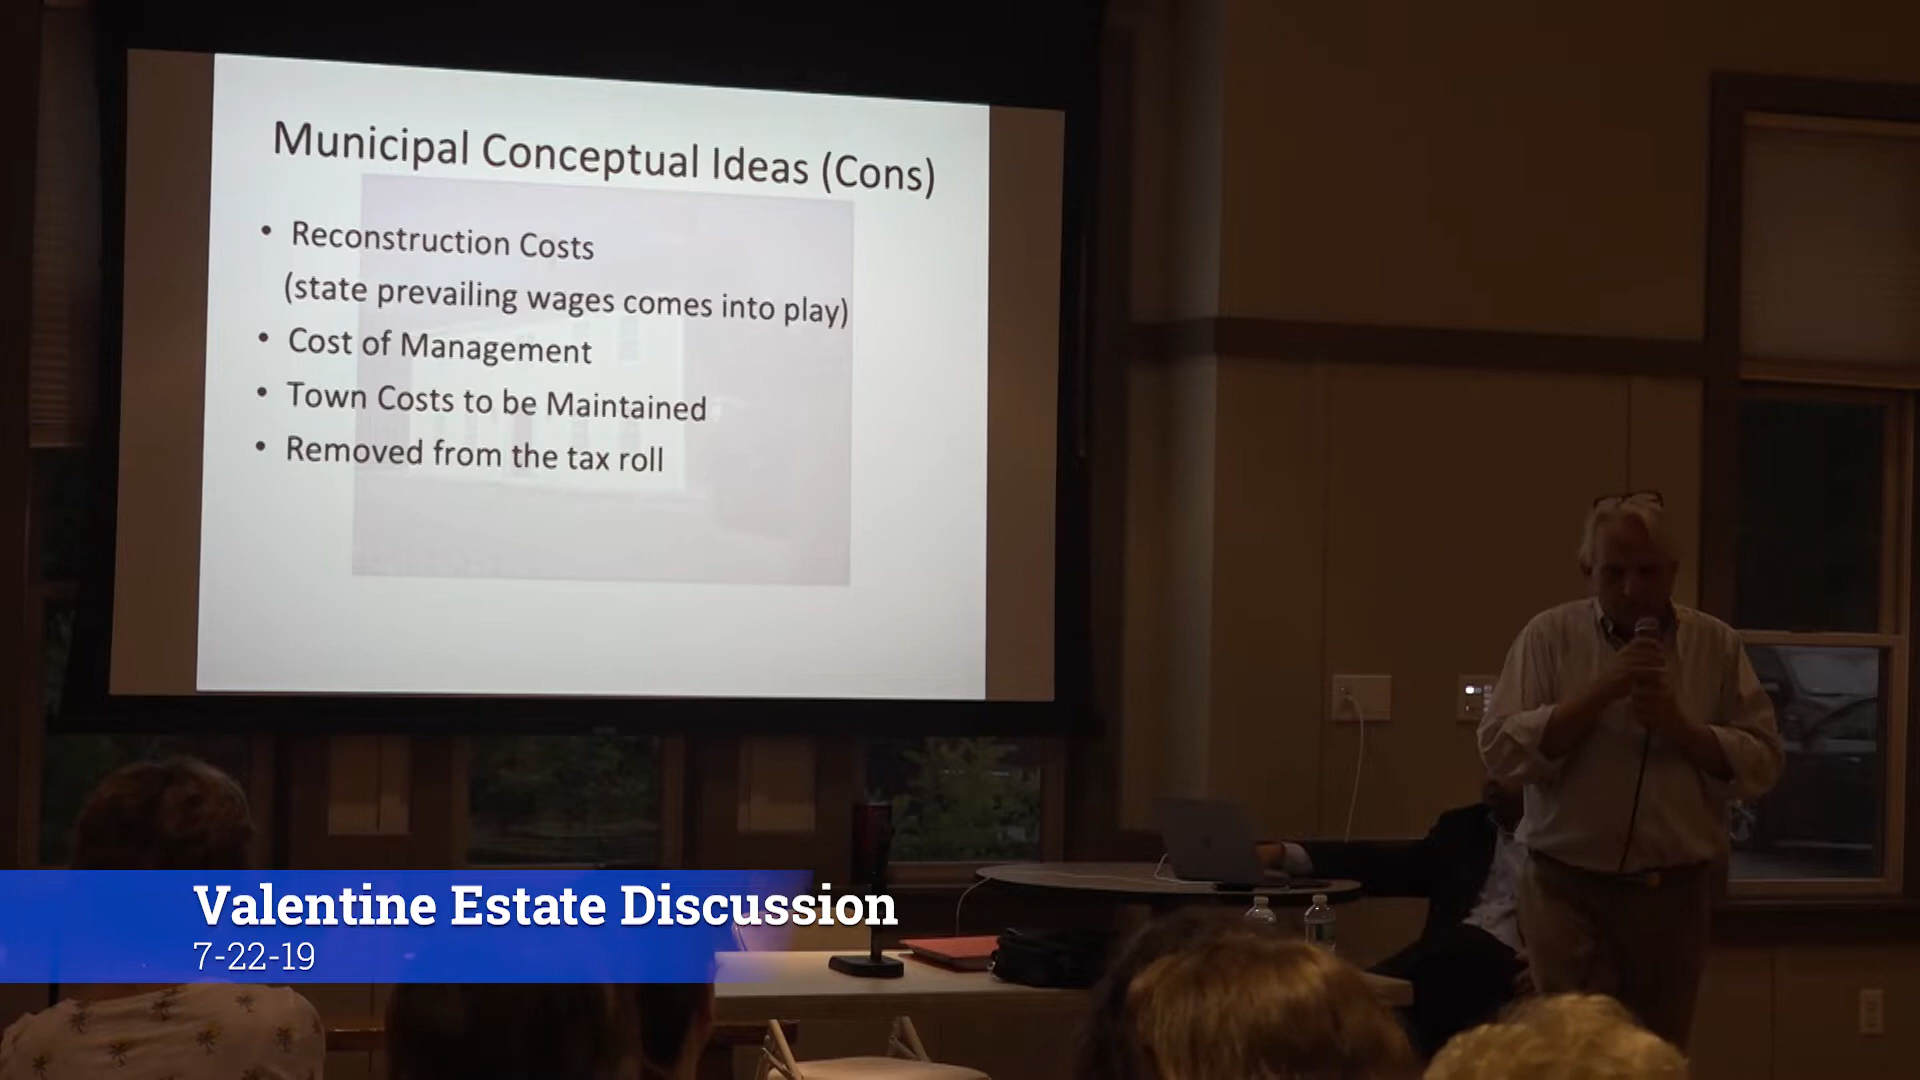 Municipal Conceptual Ideas (Cons)
• Reconstruction Costs
(state prevailing wages comes into play)
• Cost of Management
• Town Costs to be Maintained
• Removed from the tax roll
Valentine Estate Discussion
7-22-19